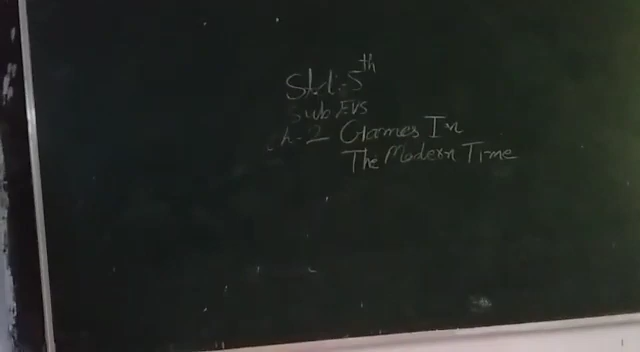 Std:-5th
Sub EVS
Ch-2 Games In
The Modern Time